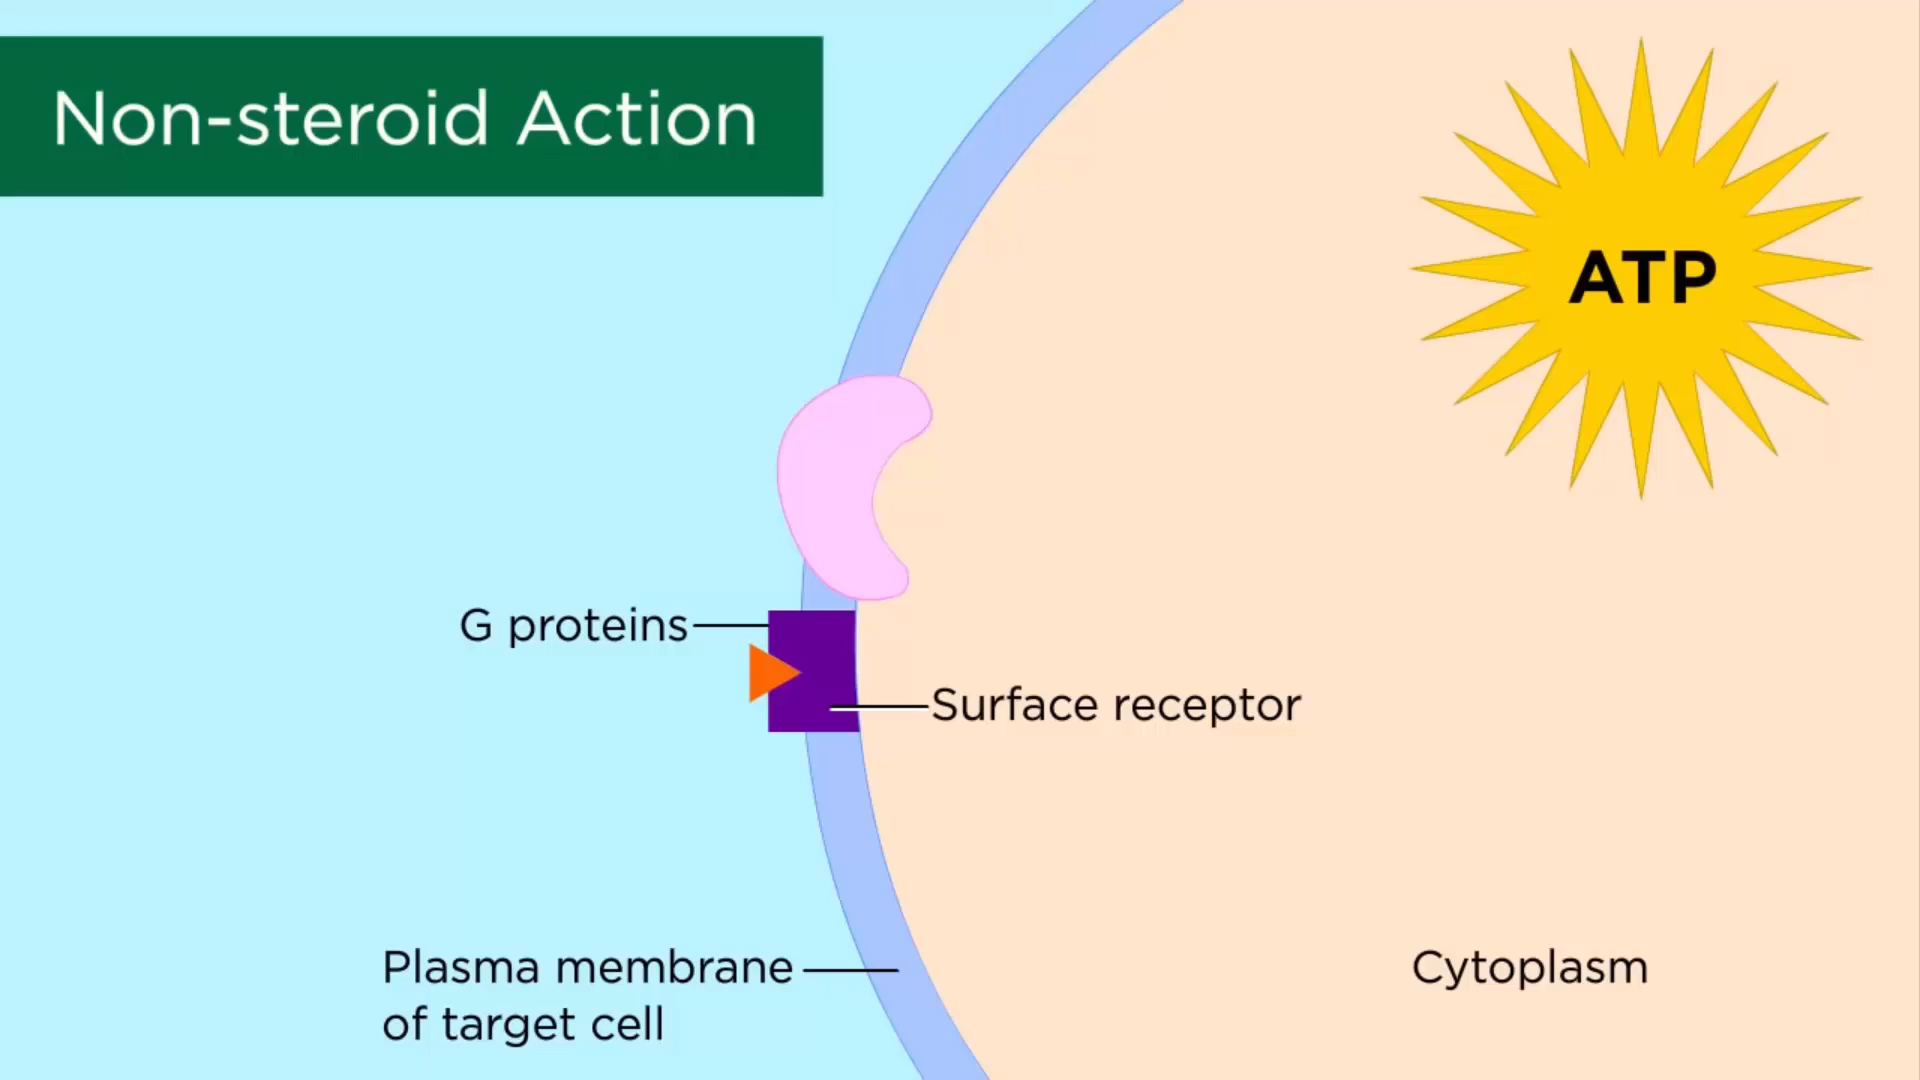 Non-steroid Action
ATP
G proteins
Surface receptor
Plasma membrane
of target cell
Cytoplasm